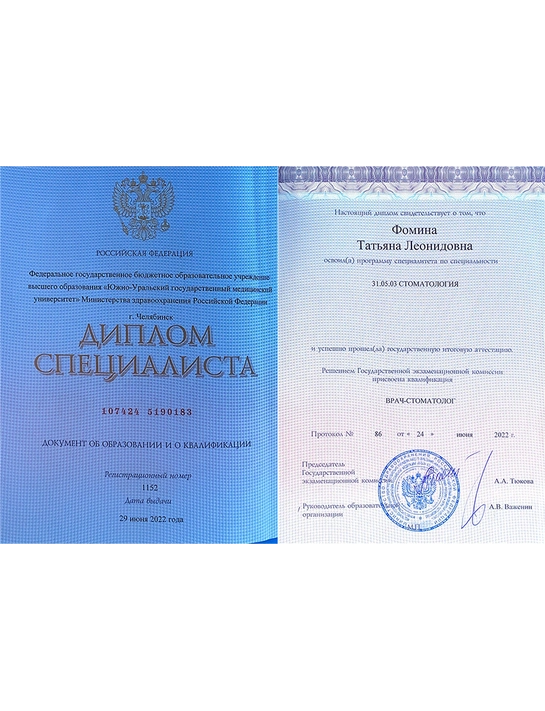 РОССИЙСКАЯ ФЕДЕРАЦИЯ
Федеральное государственное бюджетное образовательное учреждение
высшего образования «Южно-Уральский государственный медицинский
университет» Министерства здравоохранения Российской Федерации
г. Челябинск
ДИПЛОМ
СПЕЦИАЛИСТА
107424 5190183
ДОКУМЕНТ ОБ ОБРАЗОВАНИИ И О КВАЛИФИКАЦИИ
Регистрационный номер
1152
Дата выдачи
29 июня 2022 года
Настоящий диплом свидетельствует о том, что
Фомина
Татьяна Леонидовна
освоил(а) программу специалитета по специальности
31.05.03 СТОМАТОЛОГИЯ
и успешно прошел(ла) государственную итоговую аттестацию
Решением Государственной экзаменационной комиссии
присвоена квалификация
ВРАЧ-СТОМАТОЛОГ
Протокол № 86 от « 24 » июня 2022 г.
Председатель
Государственной
экзаменационной комиссии
А.А. Тюкова
Руководитель образовательной
организации
А.В. Важенин
М.П.